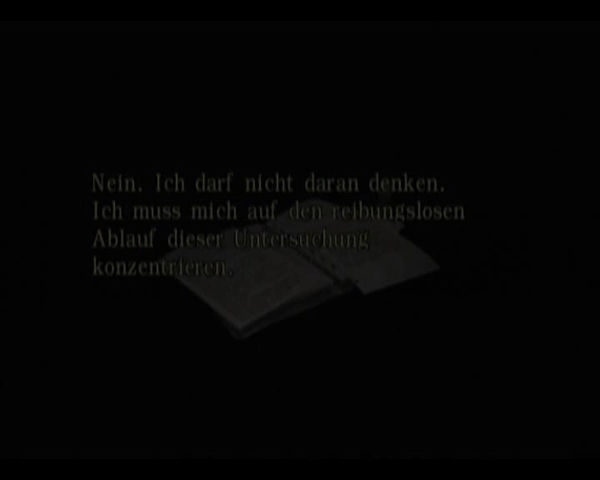 Nein. Ich darf nicht daran denken.
Ich muss mich auf den reibungslosen
Ablauf dieser Untersuchung
konzentrieren.